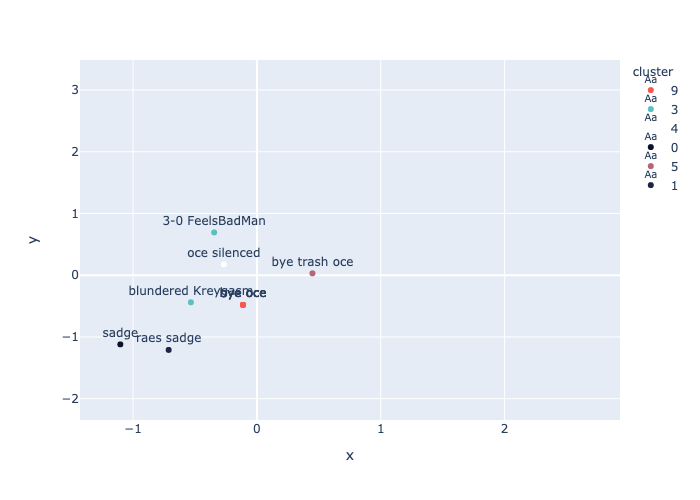 cluster
Aa 9
Aa 3
Aa 4
Aa 0
Aa 5
Aa 1
3
2
1
0
−1
−2
y
3-0 FeelsBadMan
oce silenced
bye trash oce
blundered Kreygasm
bye oce
sadge
raes sadge
−1 0 1 2
x